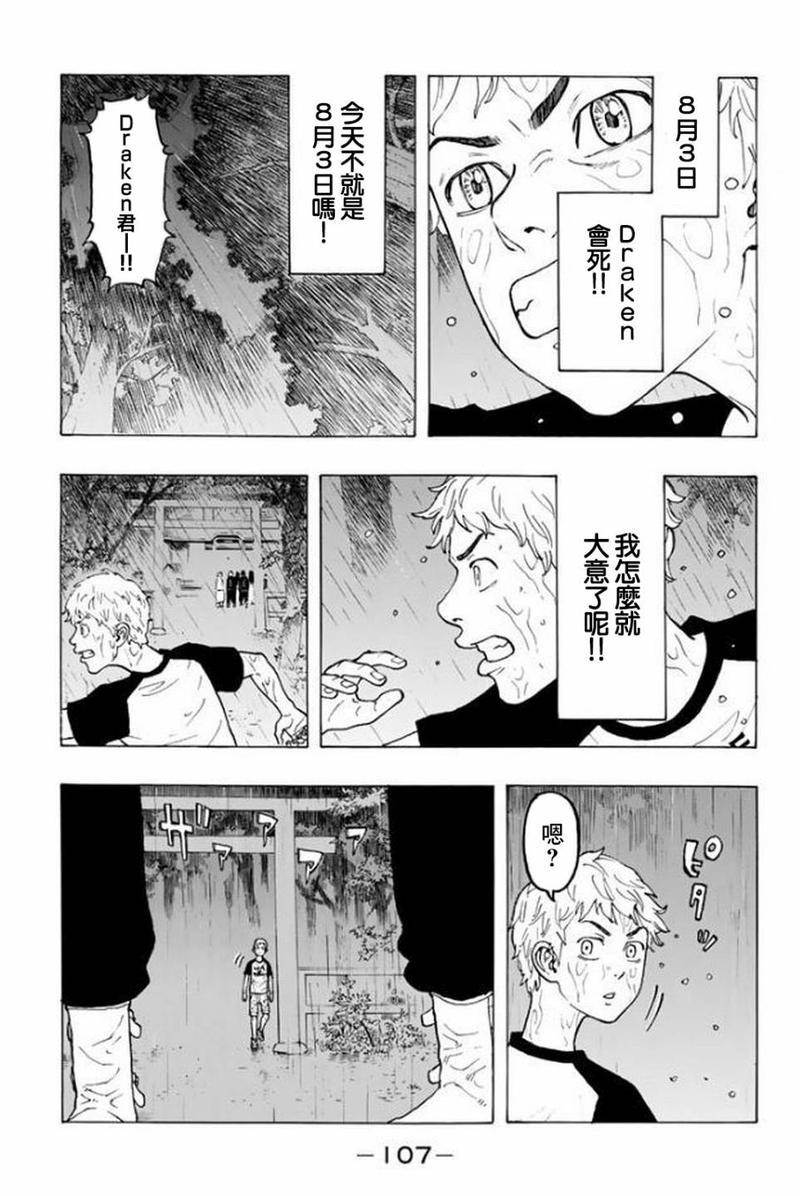 8月3日
Draken
會死!!
今天不就是
8月3日嗎!
Draken君ー!!
我怎麼就
大意了呢!!
嗯?
ピタッ
ザァァァ
-107-